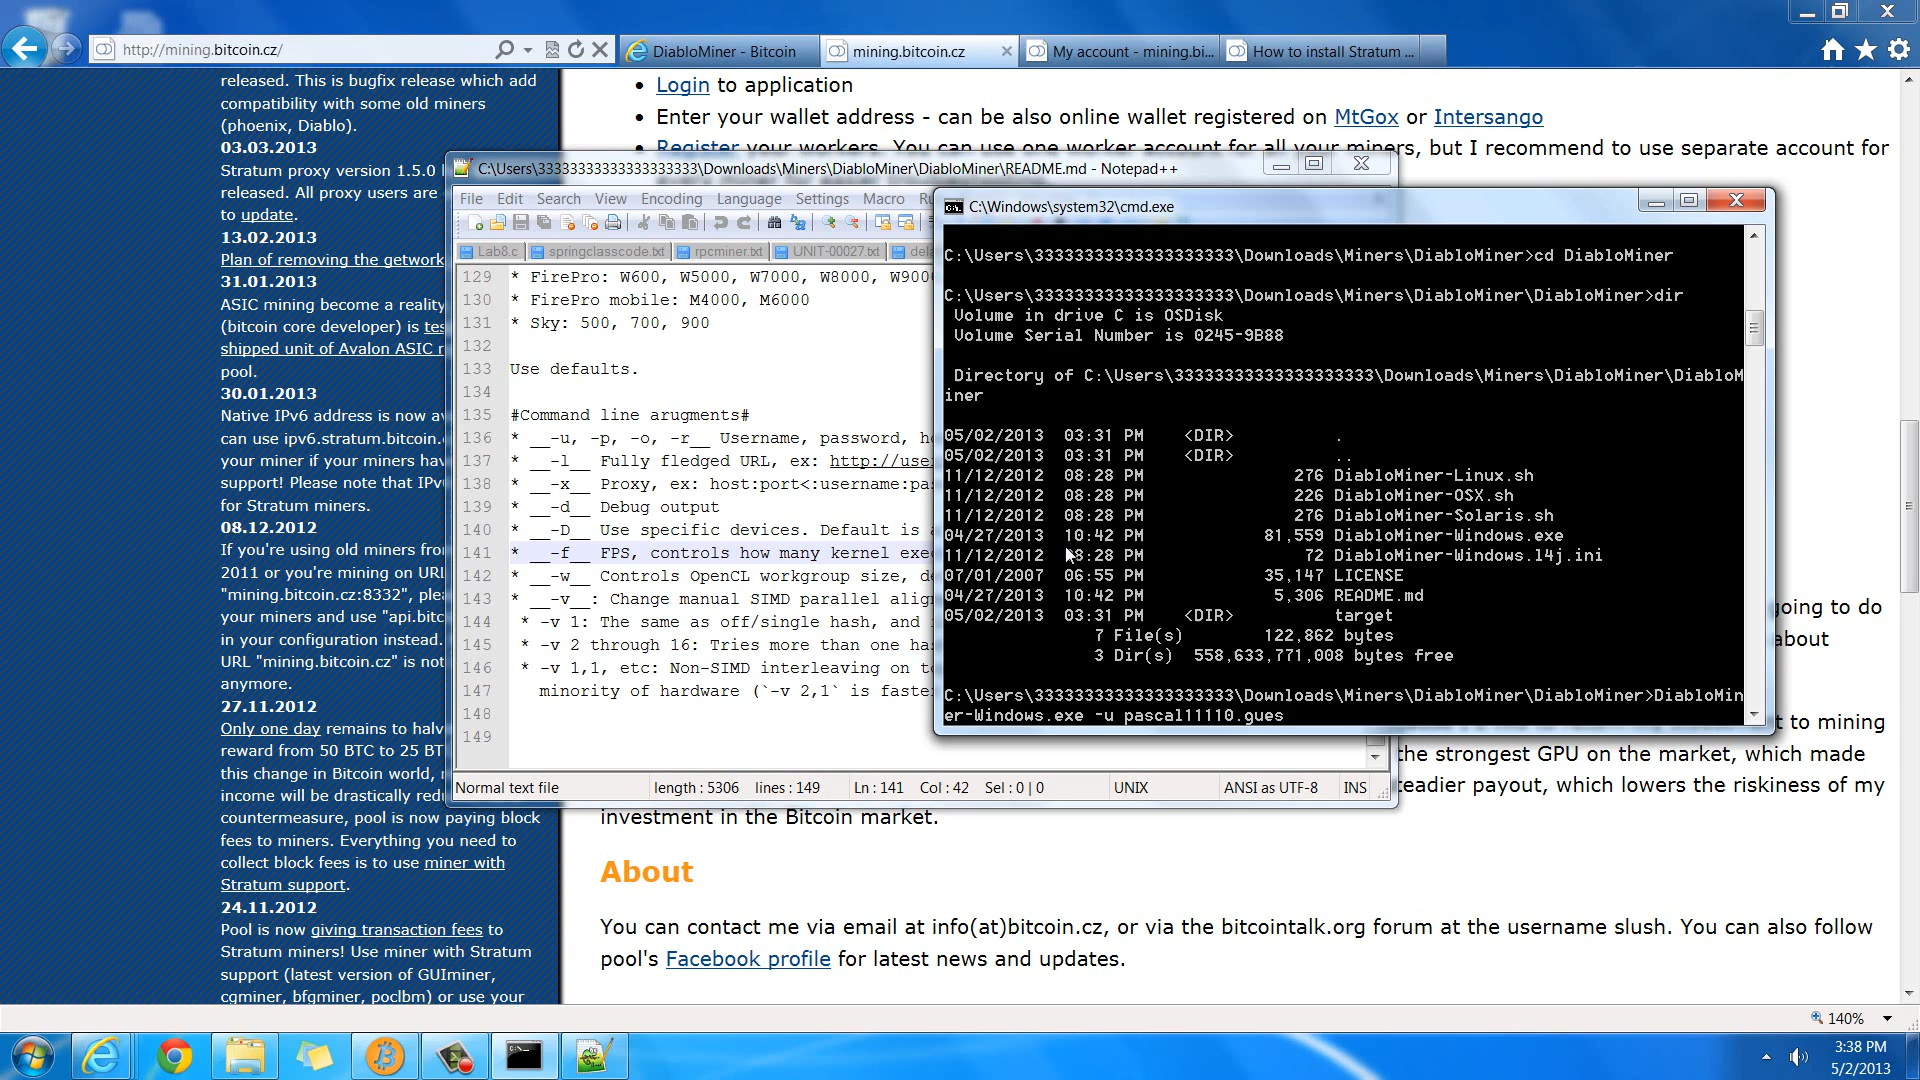 http://mining.bitcoin.cz/
DiabloMiner - Bitcoin
mining.bitcoin.cz
My account - mining.bi...
How to install Stratum ...
released. This is bugfix release which add
compatibility with some old miners
(phoenix, Diablo).
03.03.2013
Stratum proxy version 1.5.0
released. All proxy users are
to update.
13.02.2013
Plan of removing the getwork
31.01.2013
ASIC mining become a reality
(bitcoin core developer) is
shipped unit of Avalon ASIC
pool.
30.01.2013
Native IPv6 address is now
can use ipv6.stratum.bitcoin.
your miner if your miners
support! Please note that
for Stratum miners.
08.12.2012
If you're using old miners
2011 or you're mining on URL
"mining.bitcoin.cz:8332",
your miners and use "api.bitc
in your configuration instead.
URL "mining.bitcoin.cz" is not
anymore.
27.11.2012
Only one day remains to
reward from 50 BTC to 25
this change in Bitcoin world,
income will be drastically
countermeasure, pool is now paying block
fees to miners. Everything you need to
collect block fees is to use miner with
Stratum support.
24.11.2012
Pool is now giving transaction fees to
Stratum miners! Use miner with Stratum
support (latest version of GUIminer,
cgminer, bfgminer, poclbm) or use your
• Login to application
• Enter your wallet address - can be also online wallet registered on MtGox or Intersango
• Register your workers. You can use one worker account for all your miners, but I recommend to use separate account for
going to do
about
to mining
the strongest GPU on the market, which made
eadier payout, which lowers the riskiness of my
investment in the Bitcoin market.
About
You can contact me via email at info(at)bitcoin.cz, or via the bitcointalk.org forum at the username slush. You can also follow
pool's Facebook profile for latest news and updates.
C:\Users\33333333333333333333\Downloads\Miners\DiabloMiner\DiabloMiner\README.md - Notepad++
File Edit Search View Encoding Language Settings Macro
Lab8.c
springclasscode.txt
rpcminer.txt
UNIT-00027.txt
129 * FirePro: W600, W5000, W7000, W8000, W9000
130 * FirePro mobile: M4000, M6000
131 * Sky: 500, 700, 900
132
133 Use defaults.
134
135 #Command line arugments#
136 * __-u, -p, -o, -r__ Username, password,
137 * __-l__ Fully fledged URL, ex: http://use
138 * __-x__ Proxy, ex: host:port<:username:pa
139 * __-d__ Debug output
140 * __-D__ Use specific devices. Default is
141 * __-f__ FPS, controls how many kernel
142 * __-w__ Controls OpenCL workgroup size,
143 * __-v__: Change manual SIMD parallel
144 * -v 1: The same as off/single hash, and
145 * -v 2 through 16: Tries more than one
146 * -v 1,1, etc: Non-SIMD interleaving on
147 minority of hardware (`-v 2,1` is
148
149
Normal text file length : 5306 lines : 149 Ln : 141 Col : 42 Sel : 0 | 0 UNIX ANSI as UTF-8 INS
C:\Windows\system32\cmd.exe
C:\Users\33333333333333333333\Downloads\Miners\DiabloMiner>cd DiabloMiner
C:\Users\33333333333333333333\Downloads\Miners\DiabloMiner\DiabloMiner>dir
Volume in drive C is OSDisk
Volume Serial Number is 0245-9B88
Directory of C:\Users\33333333333333333333\Downloads\Miners\DiabloMiner\DiabloM
iner
05/02/2013 03:31 PM <DIR> .
05/02/2013 03:31 PM <DIR> ..
11/12/2012 08:28 PM 276 DiabloMiner-Linux.sh
11/12/2012 08:28 PM 226 DiabloMiner-OSX.sh
11/12/2012 08:28 PM 276 DiabloMiner-Solaris.sh
04/27/2013 10:42 PM 81,559 DiabloMiner-Windows.exe
11/12/2012 08:28 PM 72 DiabloMiner-Windows.l4j.ini
07/01/2007 06:55 PM 35,147 LICENSE
04/27/2013 10:42 PM 5,306 README.md
05/02/2013 03:31 PM <DIR> target
7 File(s) 122,862 bytes
3 Dir(s) 558,633,771,008 bytes free
C:\Users\33333333333333333333\Downloads\Miners\DiabloMiner\DiabloMiner>DiabloMin
er-Windows.exe -u pascal11110.gues
140%
3:38 PM
5/2/2013